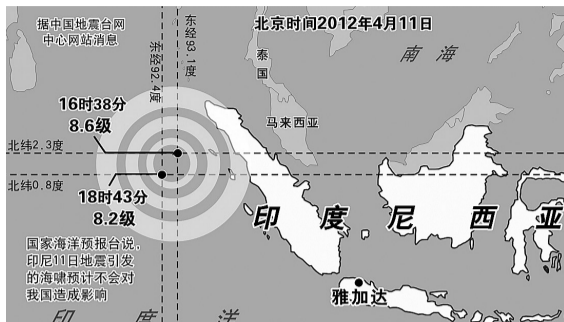 据中国地震台网
中心网站消息
北京时间2012年4月11日
东经93.1度
东经92.4度
泰国
南海
16时38分
8.6级
马来西亚
北纬2.3度
北纬0.8度
18时43分
8.2级
印度尼西亚
国家海洋预报台说，
印尼11日地震引发
的海啸预计不会对
我国造成影响
雅加达
印度洋